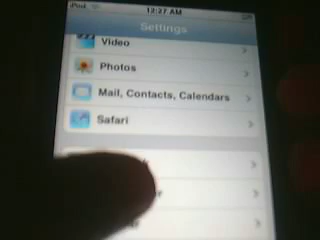 iPod 12:27 AM
Settings
Video
Photos
Mail, Contacts, Calendars
Safari